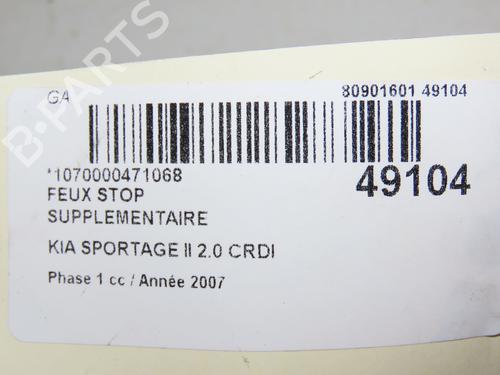 GA 80901601 49104
*1070000471068
49104
FEUX STOP
SUPPLEMENTAIRE
KIA SPORTAGE II 2.0 CRDI
Phase 1 cc / Année 2007
B-PARTS